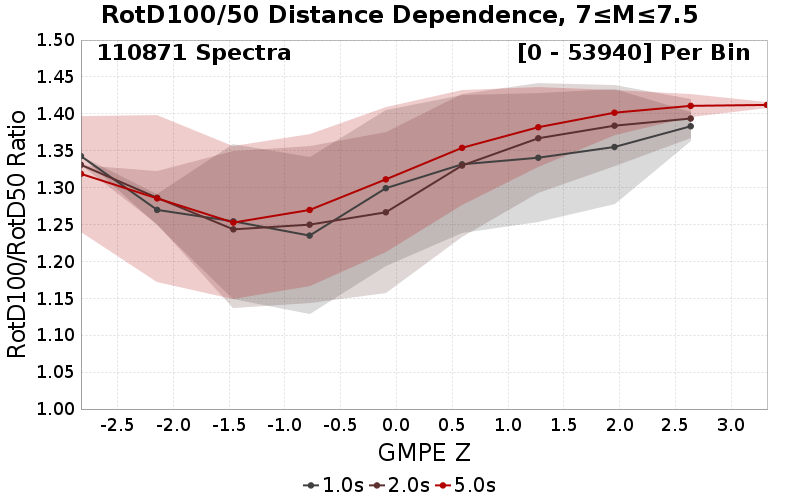 RotD100/50 Distance Dependence, 7≤M≤7.5
110871 Spectra
[0 - 53940] Per Bin
RotD100/RotD50 Ratio
1.50
1.45
1.40
1.35
1.30
1.25
1.20
1.15
1.10
1.05
1.00
-2.5 -2.0 -1.5 -1.0 -0.5 0.0 0.5 1.0 1.5 2.0 2.5 3.0
GMPE Z
1.0s 2.0s 5.0s